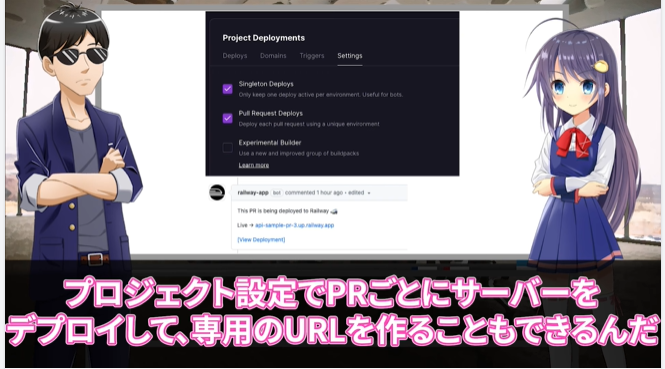 Project Deployments
Deploys Domains Triggers Settings
Singleton Deploys
Only keep one deploy active per environment. Useful for bots.
Pull Request Deploys
Deploy each pull request using a unique environment
Experimental Builder
Use a new and improved group of buildpacks
Learn more
railway-app bot commented 1 hour ago • edited
This PR is being deployed to Railway 🚅
Live → api-sample-pr-3.up.railway.app
[View Deployment]
プロジェクト設定でPRごとにサーバーを
デプロイして、専用のURLを作ることもできるんだ